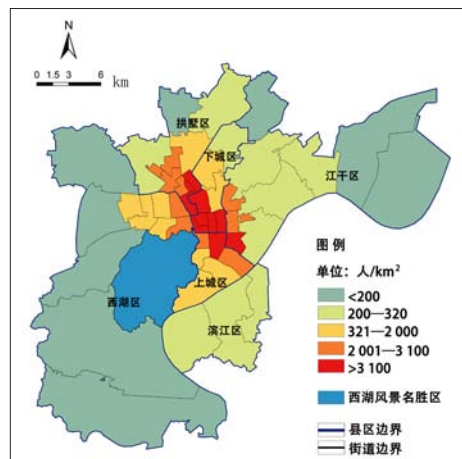 N
0 1.5 3 6 km
拱墅区
下城区
江干区
上城区
西湖区
滨江区
图 例
单位：人/km²
<200
200—320
321—2 000
2 001—3 100
>3 100
西湖风景名胜区
县区边界
街道边界